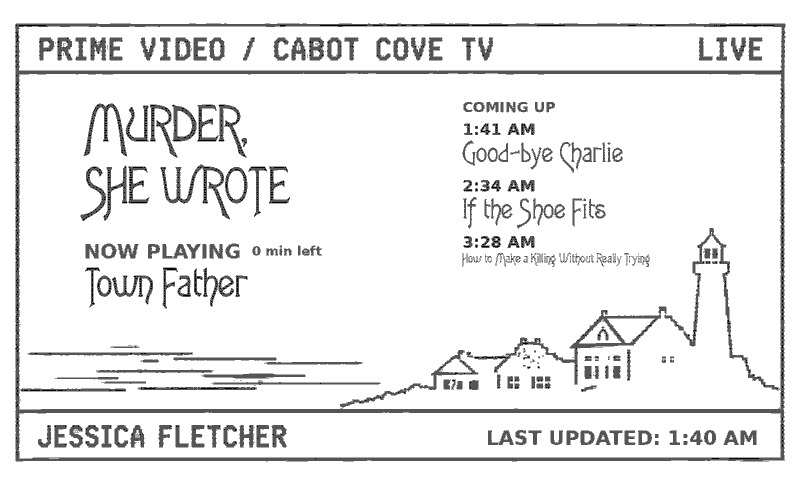 PRIME VIDEO / CABOT COVE TV
LIVE
MURDER,
SHE WROTE
NOW PLAYING 0 min left
Town Father
COMING UP
1:41 AM
Good-bye Charlie
2:34 AM
If the Shoe Fits
3:28 AM
How to Make a Killing Without Really Trying
JESSICA FLETCHER
LAST UPDATED: 1:40 AM